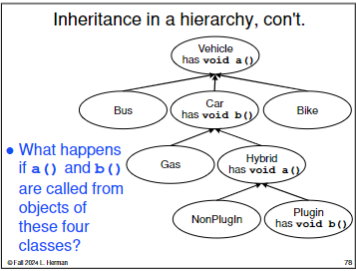 Inheritance in a hierarchy, con't.
Vehicle
has void a()
Bus
Car
has void b()
Bike
● What happens
if a() and b()
are called from
objects of
these four
classes?
Gas
Hybrid
has void a()
NonPlugIn
Plugin
has void b()
© Fall 2024 L. Herman
78